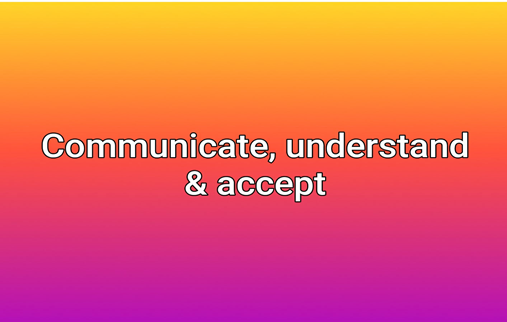 Communicate, understand
& accept